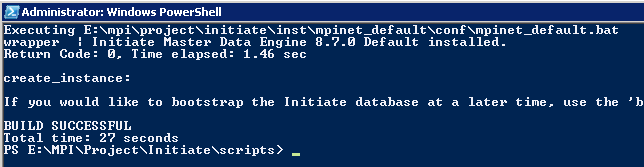 Administrator: Windows PowerShell
Executing E:\mpi\project\initiate\inst\mpinet_default\conf\mpinet_default.bat
wrapper  | Initiate Master Data Engine 8.7.0 Default installed.
Return Code: 0, Time elapsed: 1.46 sec
create_instance:
If you would like to bootstrap the Initiate database at a later time, use the 'b
BUILD SUCCESSFUL
Total time: 27 seconds
PS E:\MPI\Project\Initiate\scripts> _